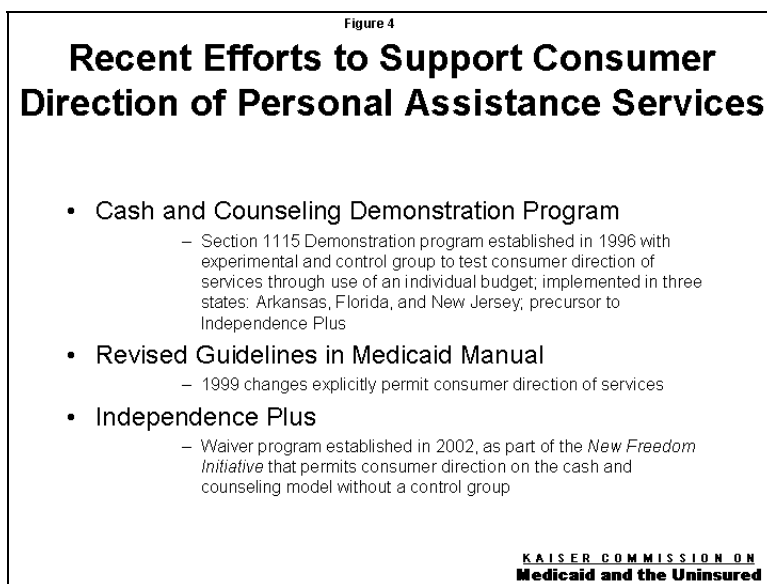 Figure 4
Recent Efforts to Support Consumer
Direction of Personal Assistance Services
• Cash and Counseling Demonstration Program
– Section 1115 Demonstration program established in 1996 with
experimental and control group to test consumer direction of
services through use of an individual budget; implemented in three
states: Arkansas, Florida, and New Jersey; precursor to
Independence Plus
• Revised Guidelines in Medicaid Manual
– 1999 changes explicitly permit consumer direction of services
• Independence Plus
– Waiver program established in 2002, as part of the New Freedom
Initiative that permits consumer direction on the cash and
counseling model without a control group
KAISER COMMISSION ON
Medicaid and the Uninsured